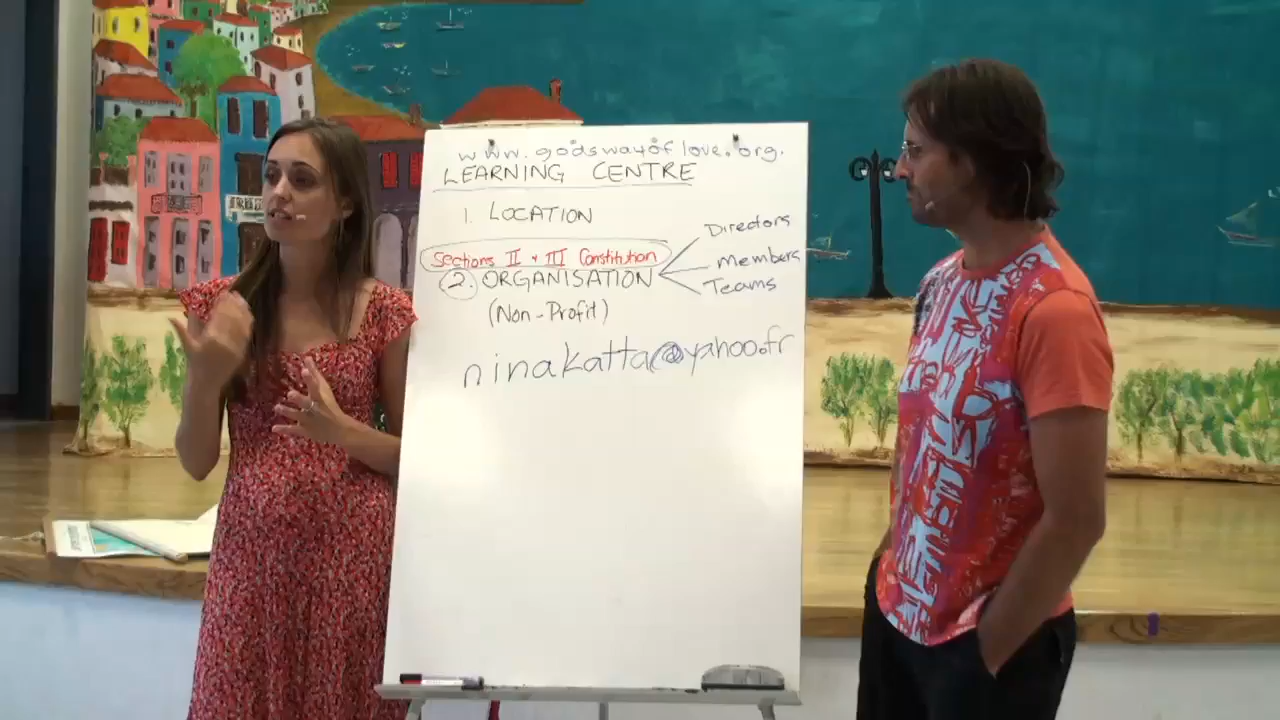 www.godswayoflove.org.
LEARNING CENTRE
1. LOCATION
Directors
Sections II + III Constitution
Members
2. ORGANISATION
Teams
(Non-Profit)
ninakatta@yahoo.fr